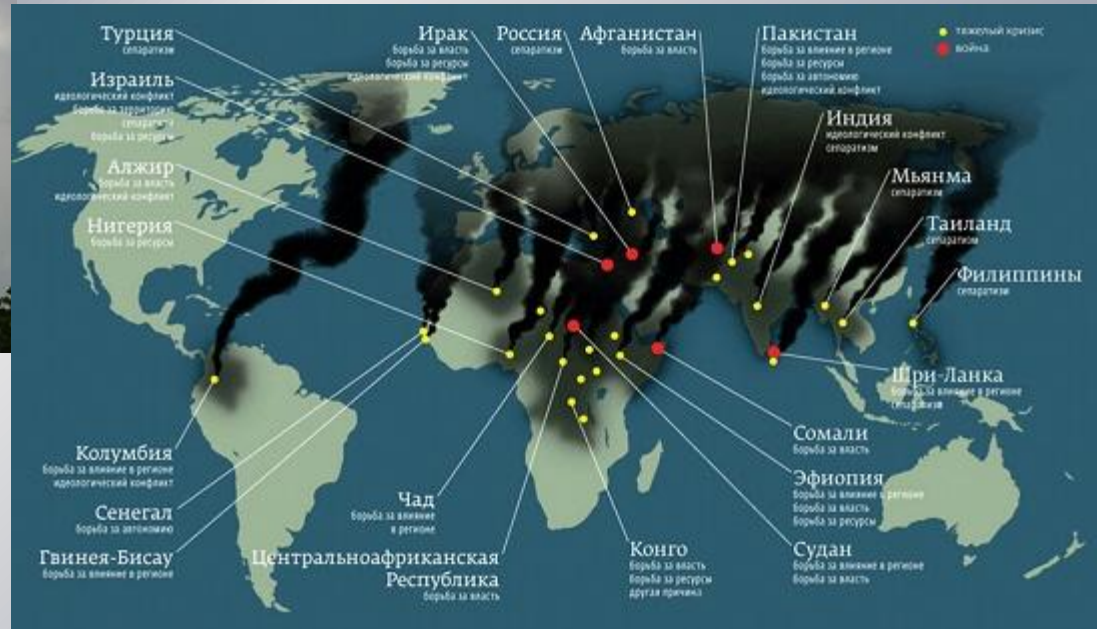 Турция
сепаратизм
Ирак
борьба за власть
борьба за ресурсы
идеологический конфликт
Россия
сепаратизм
Афганистан
борьба за власть
Пакистан
борьба за влияние в регионе
борьба за ресурсы
борьба за автономию
идеологический конфликт
тяжелый кризис
война
Израиль
идеологический конфликт
борьба за территорию
сепаратизм
борьба за ресурсы
Индия
идеологический конфликт
сепаратизм
Алжир
борьба за власть
идеологический конфликт
Мьянма
сепаратизм
Нигерия
борьба за ресурсы
Таиланд
сепаратизм
Филиппины
сепаратизм
Шри-Ланка
борьба за влияние в регионе
сепаратизм
Колумбия
борьба за влияние в регионе
идеологический конфликт
Сомали
борьба за власть
Сенегал
борьба за автономию
Чад
борьба за влияние
в регионе
Эфиопия
борьба за влияние в регионе
борьба за власть
борьба за ресурсы
Гвинея-Бисау
борьба за влияние в регионе
Центральноафриканская
Республика
борьба за власть
Конго
борьба за власть
борьба за ресурсы
другая причина
Судан
борьба за влияние в регионе
борьба за власть